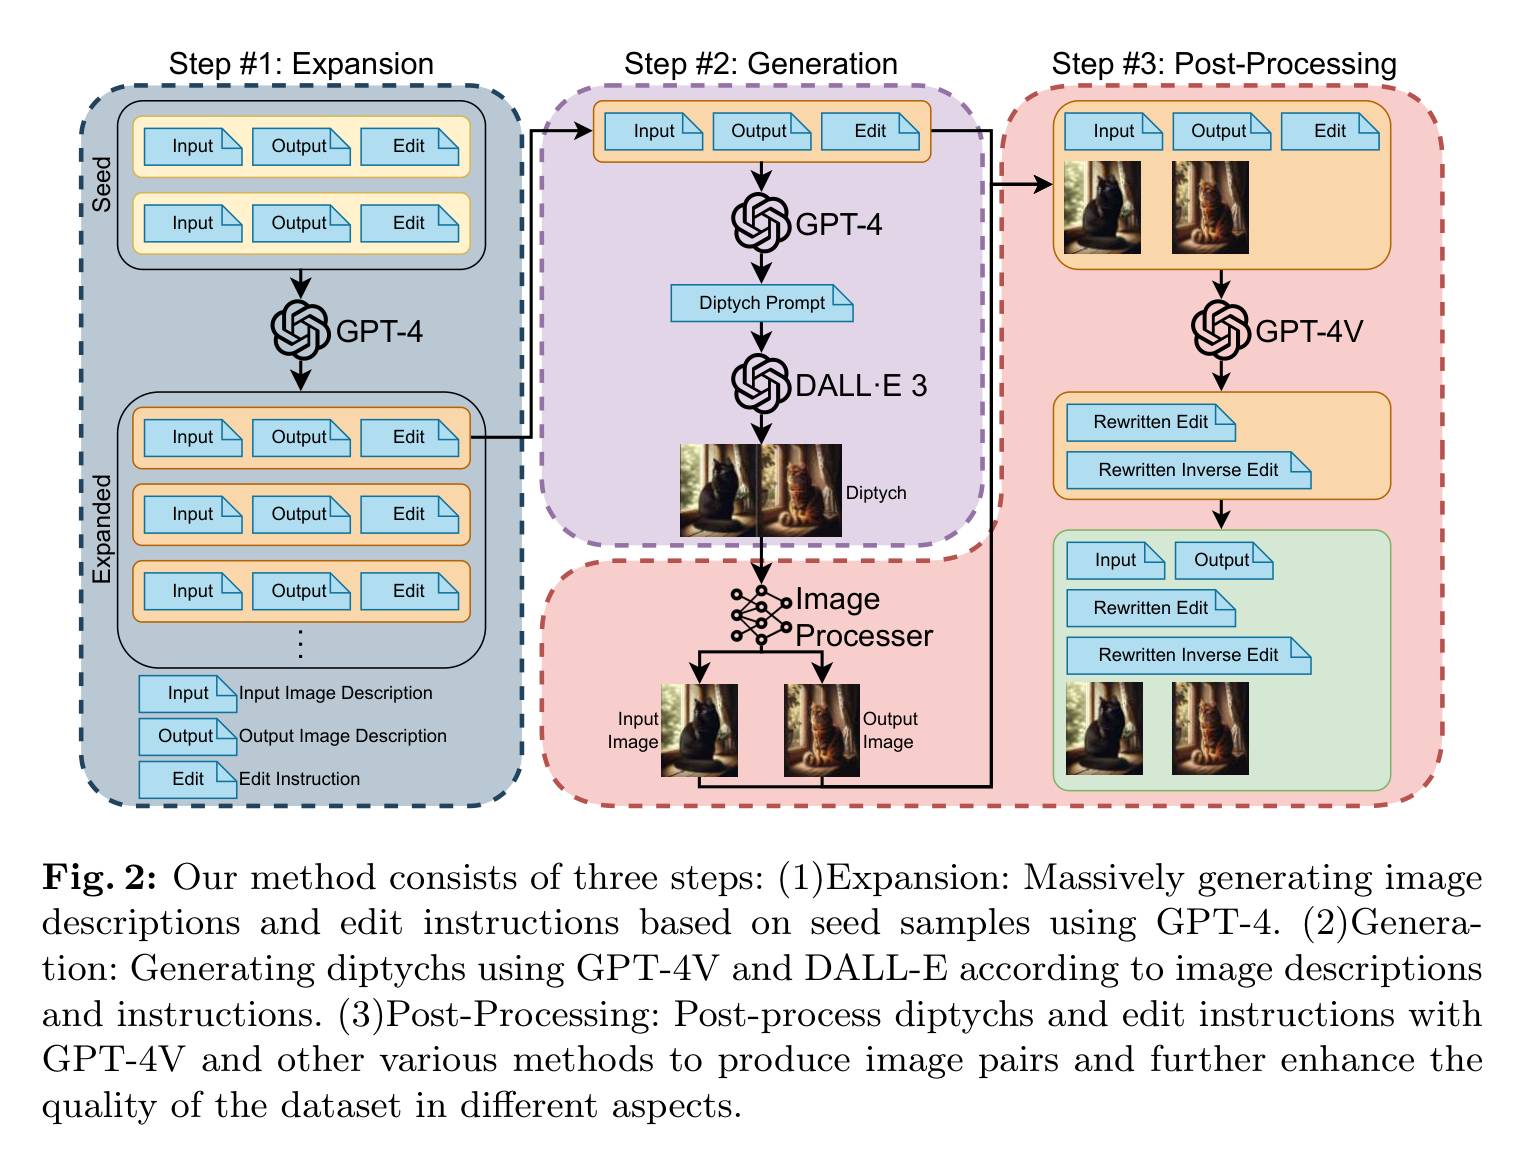 Step #1: Expansion
Seed
Input Output Edit
Input Output Edit
GPT-4
Expanded
Input Output Edit
Input Output Edit
Input Output Edit
Input Input Image Description
Output Output Image Description
Edit Edit Instruction
Step #2: Generation
Input Output Edit
GPT-4
Diptych Prompt
DALL·E 3
Diptych
Image
Processer
Input
Image
Output
Image
Step #3: Post-Processing
Input Output Edit
GPT-4V
Rewritten Edit
Rewritten Inverse Edit
Input Output
Rewritten Edit
Rewritten Inverse Edit
Fig. 2: Our method consists of three steps: (1)Expansion: Massively generating image
descriptions and edit instructions based on seed samples using GPT-4. (2)Genera-
tion: Generating diptychs using GPT-4V and DALL-E according to image descriptions
and instructions. (3)Post-Processing: Post-process diptychs and edit instructions with
GPT-4V and other various methods to produce image pairs and further enhance the
quality of the dataset in different aspects.